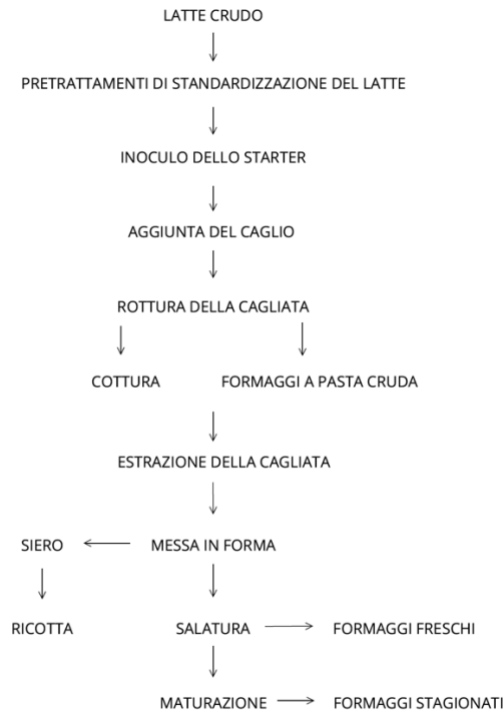 LATTE CRUDO
PRETRATTAMENTI DI STANDARDIZZAZIONE DEL LATTE
INOCULO DELLO STARTER
AGGIUNTA DEL CAGLIO
ROTTURA DELLA CAGLIATA
COTTURA
FORMAGGI A PASTA CRUDA
ESTRAZIONE DELLA CAGLIATA
SIERO
MESSA IN FORMA
RICOTTA
SALATURA
FORMAGGI FRESCHI
MATURAZIONE
FORMAGGI STAGIONATI